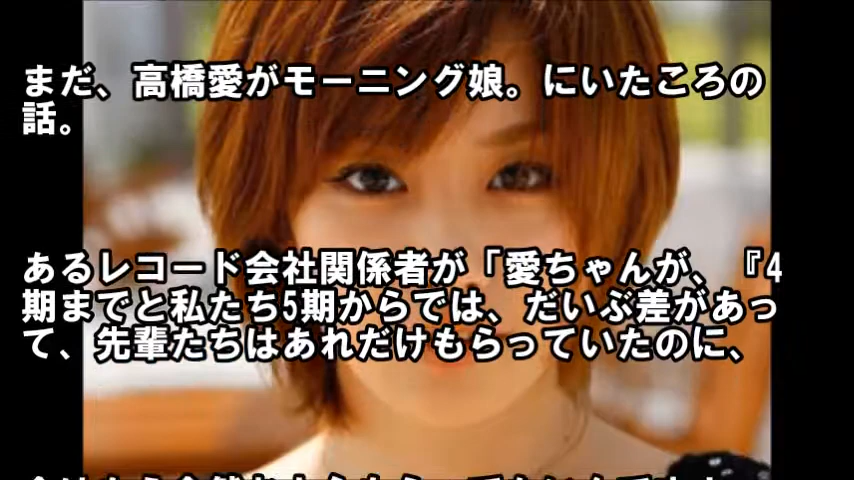 まだ、高橋愛がモーニング娘。にいたころの
話。
あるレコード会社関係者が「愛ちゃんが、『4
期までと私たち5期からでは、だいぶ差があっ
て、先輩たちはあれだけもらっていたのに、